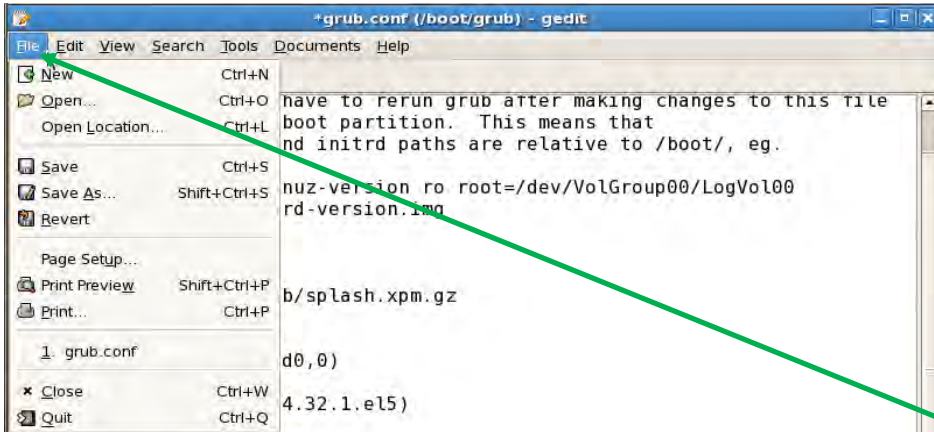 *grub.conf (/boot/grub) - gedit
File Edit View Search Tools Documents Help
New Ctrl+N
Open... Ctrl+O
Open Location... Ctrl+L
Save Ctrl+S
Save As... Shift+Ctrl+S
Revert
Page Setup...
Print Preview Shift+Ctrl+P
Print... Ctrl+P
1. grub.conf
Close Ctrl+W
Quit Ctrl+Q
have to rerun grub after making changes to this file
boot partition. This means that
nd initrd paths are relative to /boot/, eg.
nuz-version ro root=/dev/VolGroup00/LogVol00
rd-version.img
b/splash.xpm.gz
d0,0)
4.32.1.el5)